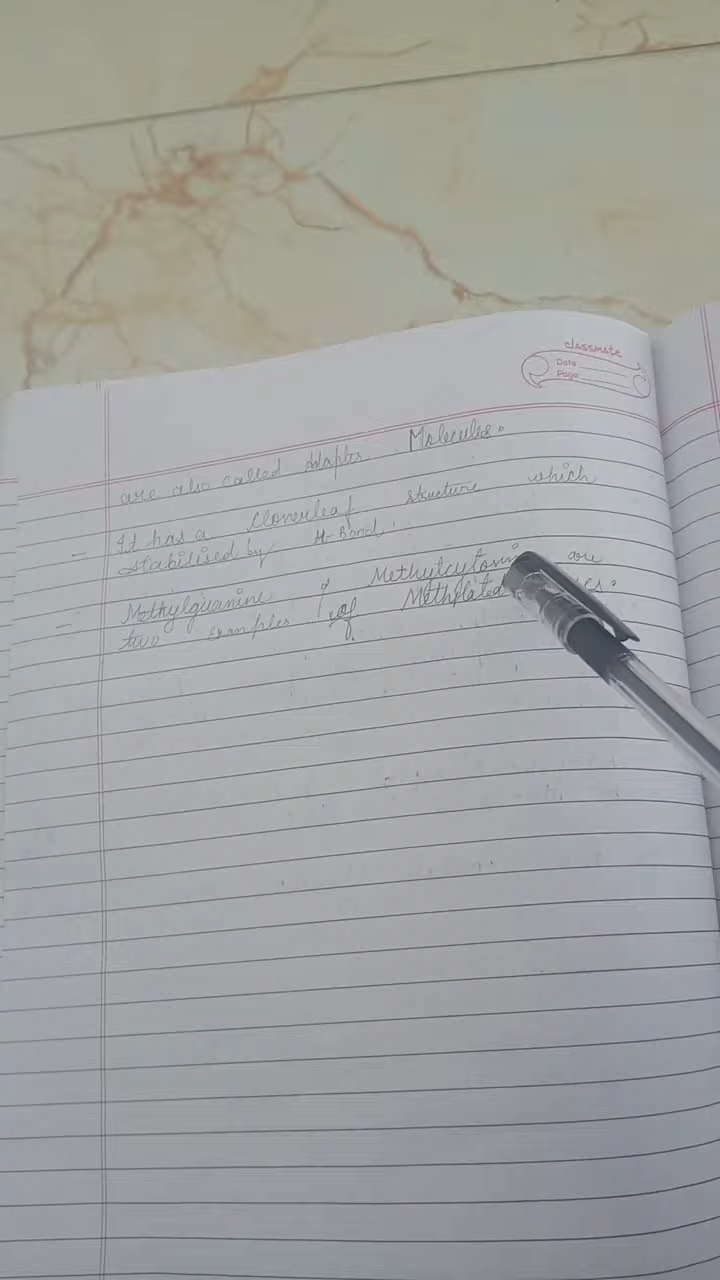 classmate
Date
Page
are also called Adapter Molecules.
- It has a Cloverleaf structure which
stabilised by H-Bond.
- Methylguanine & Methylcytosin are
two examples of Methylated